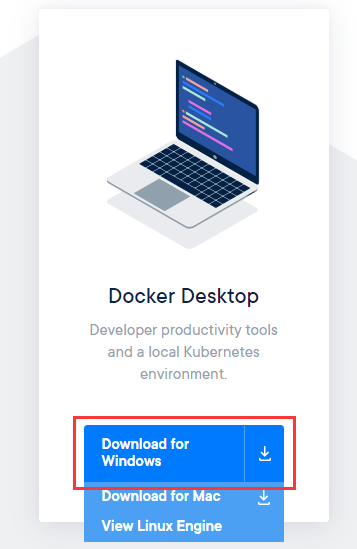 Docker Desktop
Developer productivity tools
and a local Kubernetes
environment.
Download for
Windows
Download for Mac
View Linux Engine